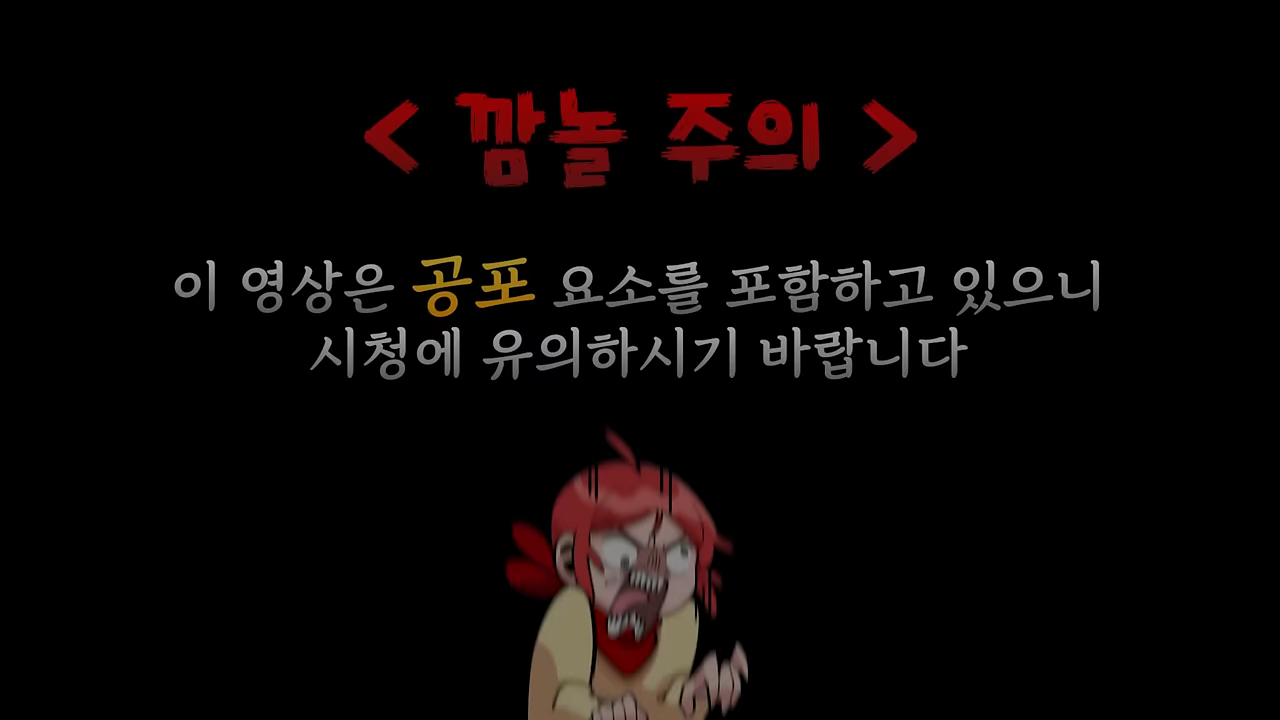 < 깜놀 주의 >
이 영상은 공포 요소를 포함하고 있으니
시청에 유의하시기 바랍니다